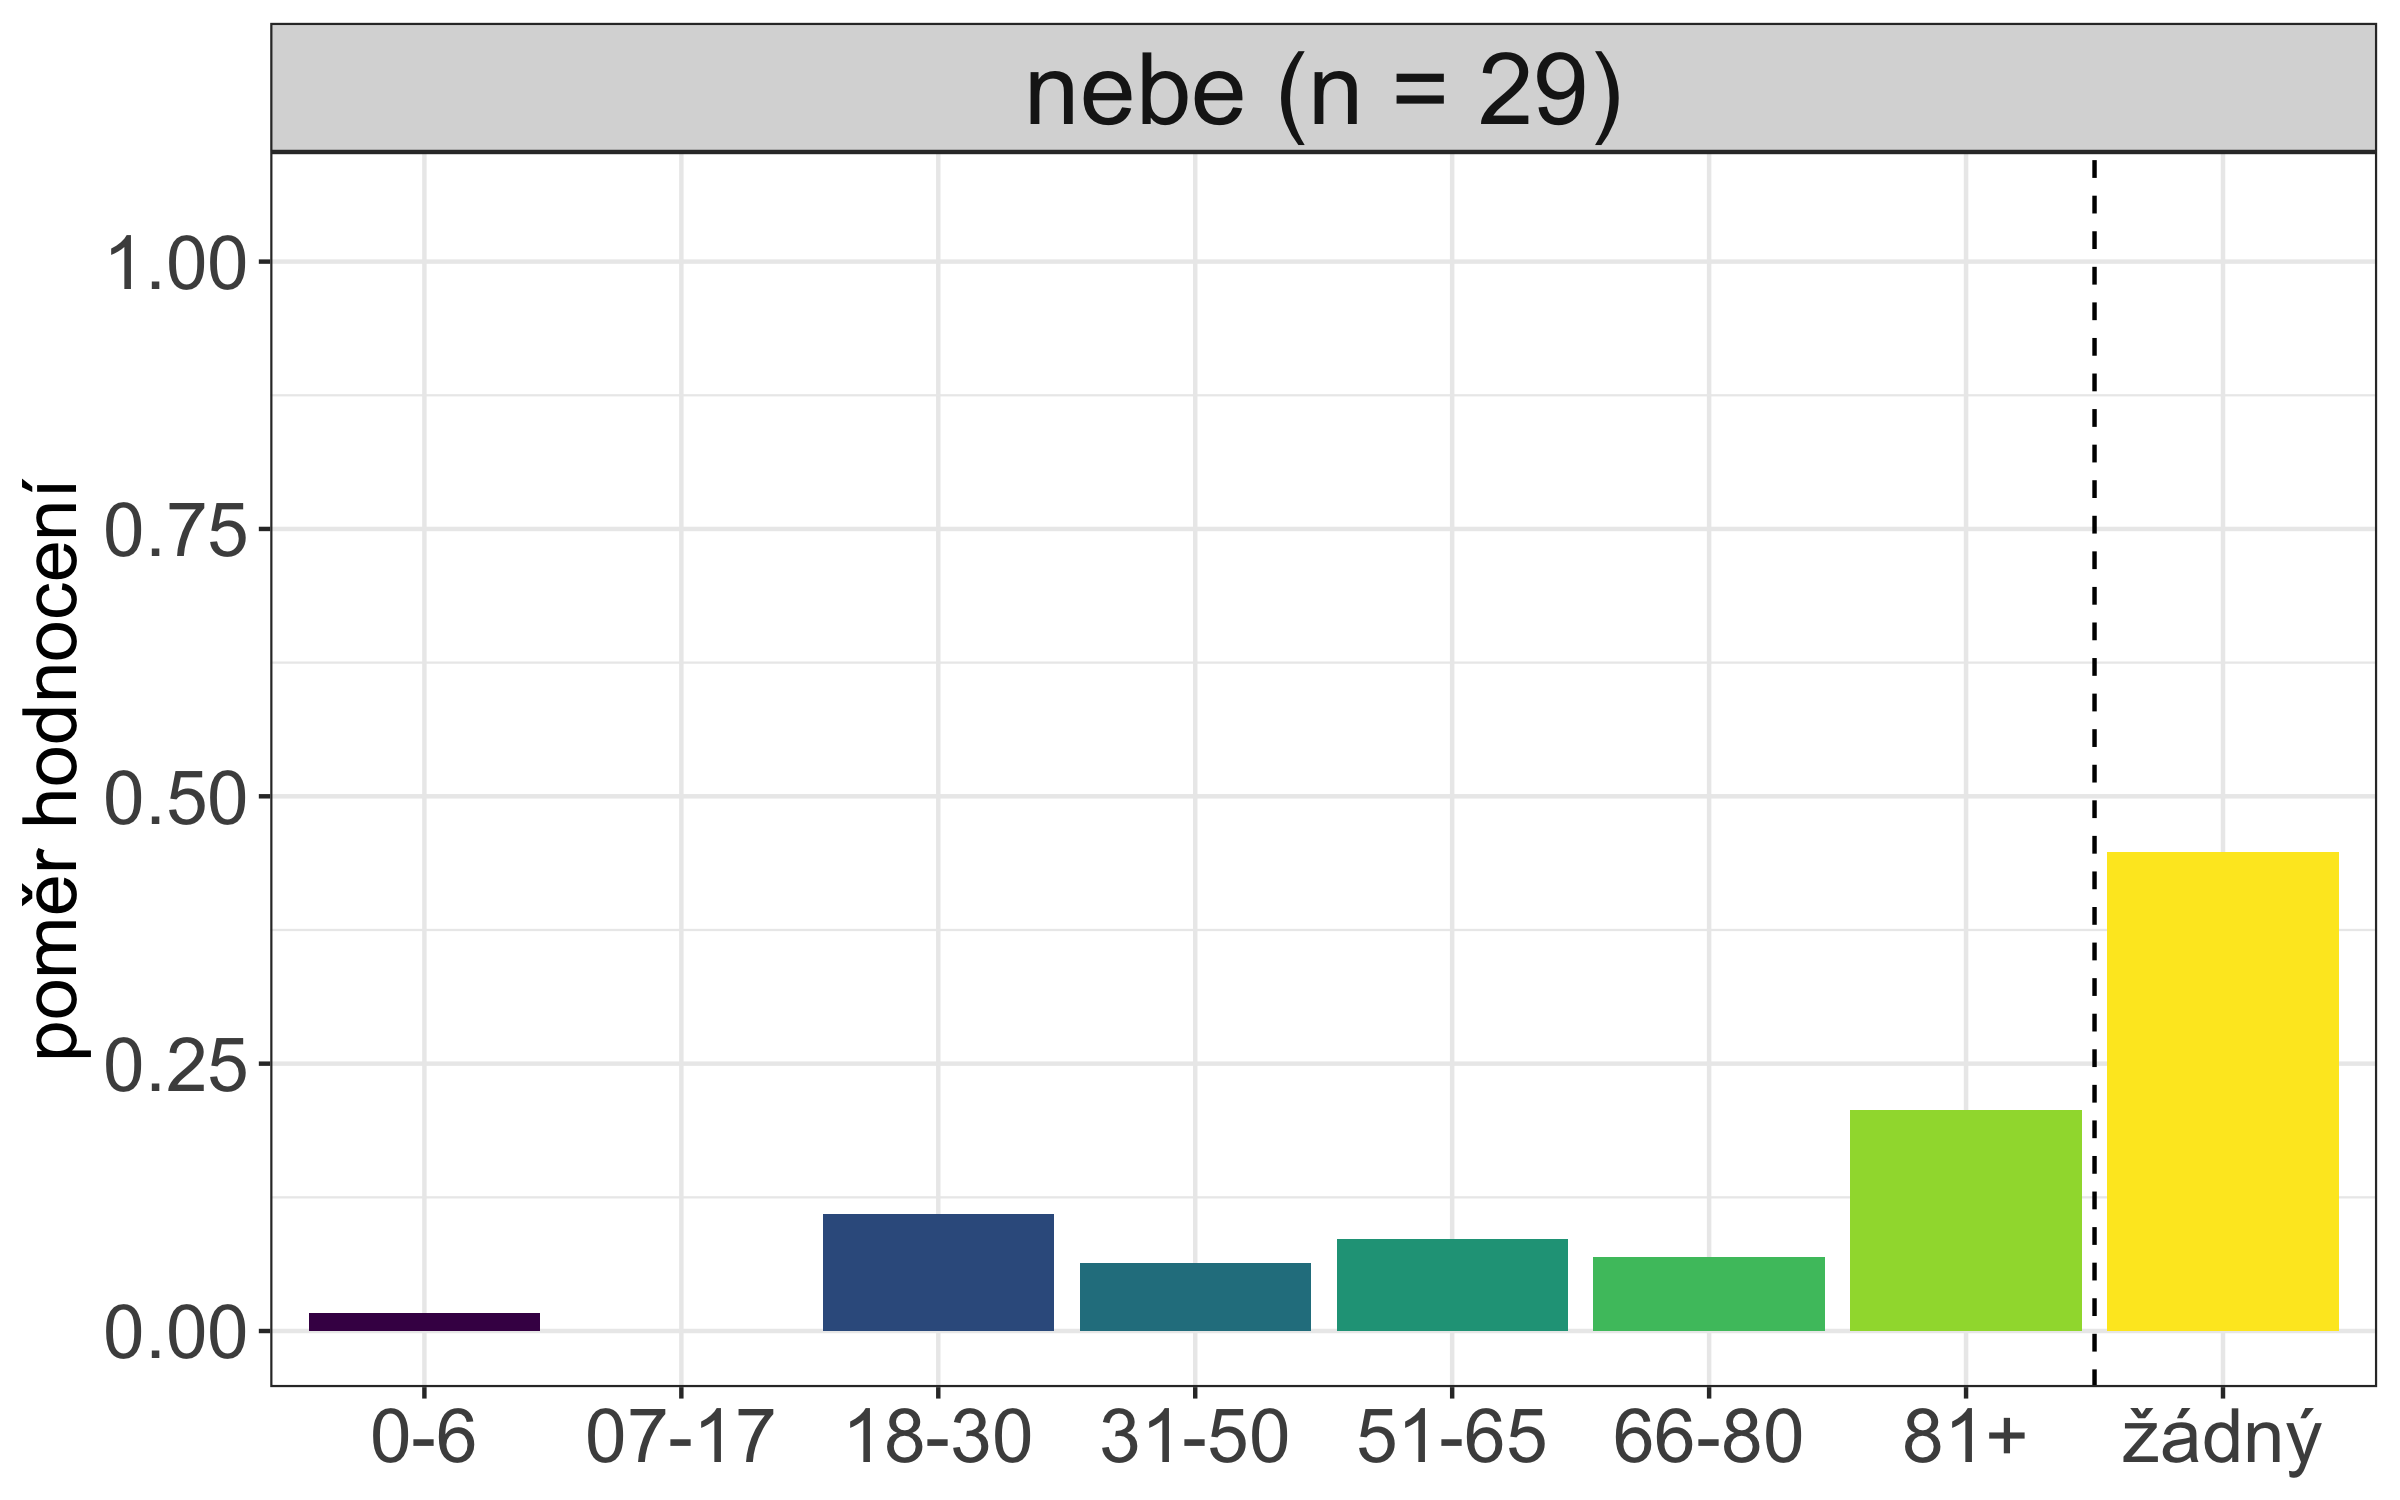 nebe (n = 29)
poměr hodnocení
1.00
0.75
0.50
0.25
0.00
0-6 07-17 18-30 31-50 51-65 66-80 81+ žádný